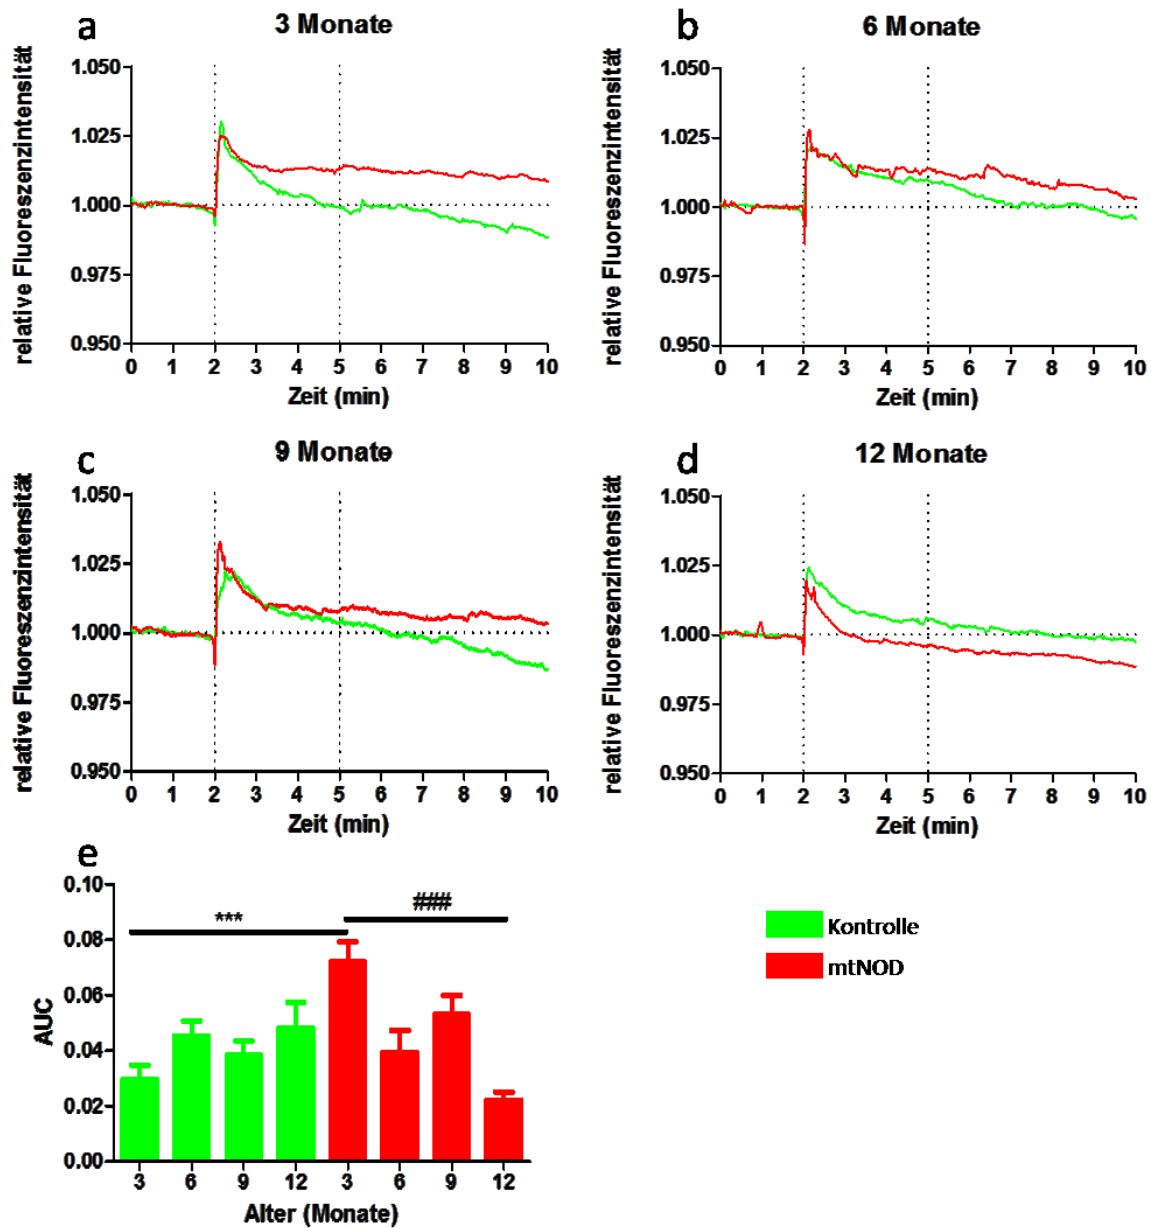 a
3 Monate
relative Fluoreszenzintensität
1.050
1.025
1.000
0.975
0.950
0 1 2 3 4 5 6 7 8 9 10
Zeit (min)
b
6 Monate
relative Fluoreszenzintensität
1.050
1.025
1.000
0.975
0.950
0 1 2 3 4 5 6 7 8 9 10
Zeit (min)
c
9 Monate
relative Fluoreszenzintensität
1.050
1.025
1.000
0.975
0.950
0 1 2 3 4 5 6 7 8 9 10
Zeit (min)
d
12 Monate
relative Fluoreszenzintensität
1.050
1.025
1.000
0.975
0.950
0 1 2 3 4 5 6 7 8 9 10
Zeit (min)
e
AUC
0.10
0.08
0.06
0.04
0.02
0.00
***
###
3 6 9 12 3 6 9 12
Alter (Monate)
Kontrolle
mtNOD